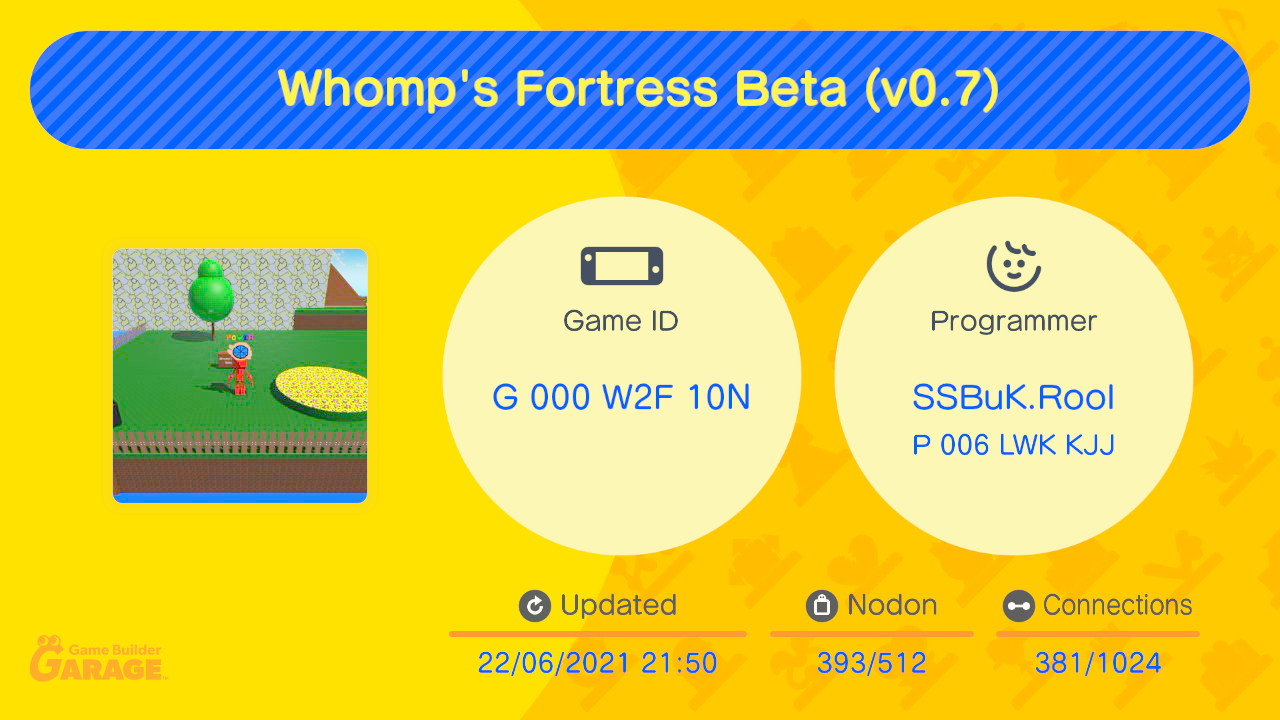 Whomp's Fortress Beta (v0.7)
Game ID
G 000 W2F 10N
Programmer
SSBuK.Rool
P 006 LWK KJJ
Updated
22/06/2021 21:50
Nodon
393/512
Connections
381/1024
Game Builder
GARAGE